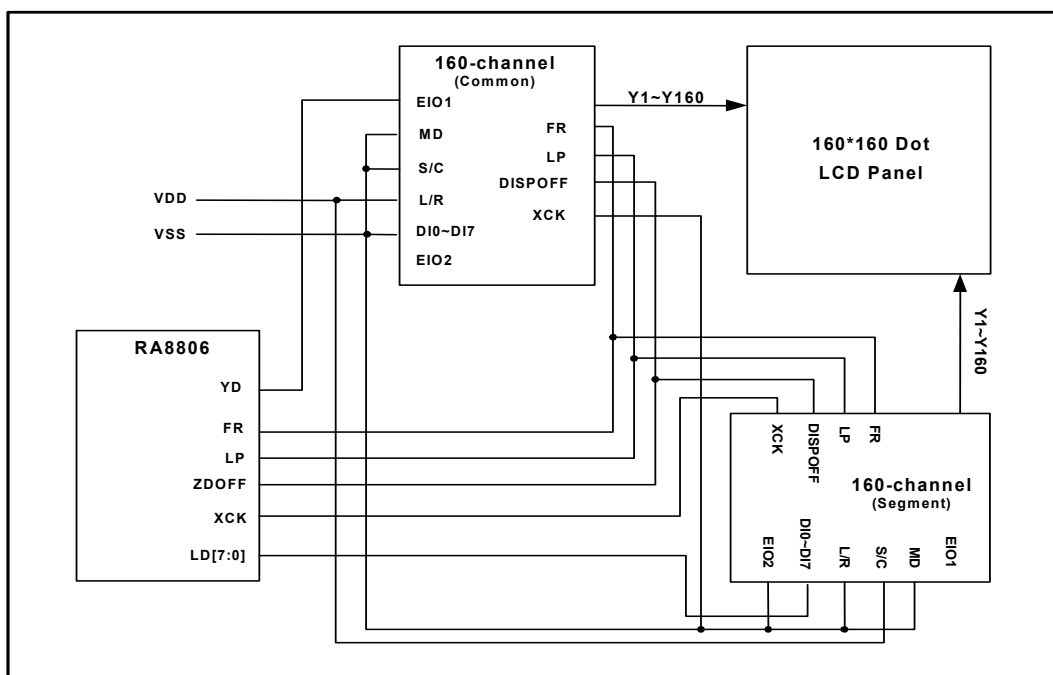 160-channel
(Common)
EIO1
MD
S/C
L/R
DI0~DI7
EIO2
FR
LP
DISPOFF
XCK
Y1~Y160
160*160 Dot
LCD Panel
VDD
VSS
RA8806
YD
FR
LP
ZDOFF
XCK
LD[7:0]
Y1~Y160
XCK
DISPOFF
LP
FR
160-channel
(Segment)
EIO2
DI0~DI7
L/R
S/C
MD
EIO1